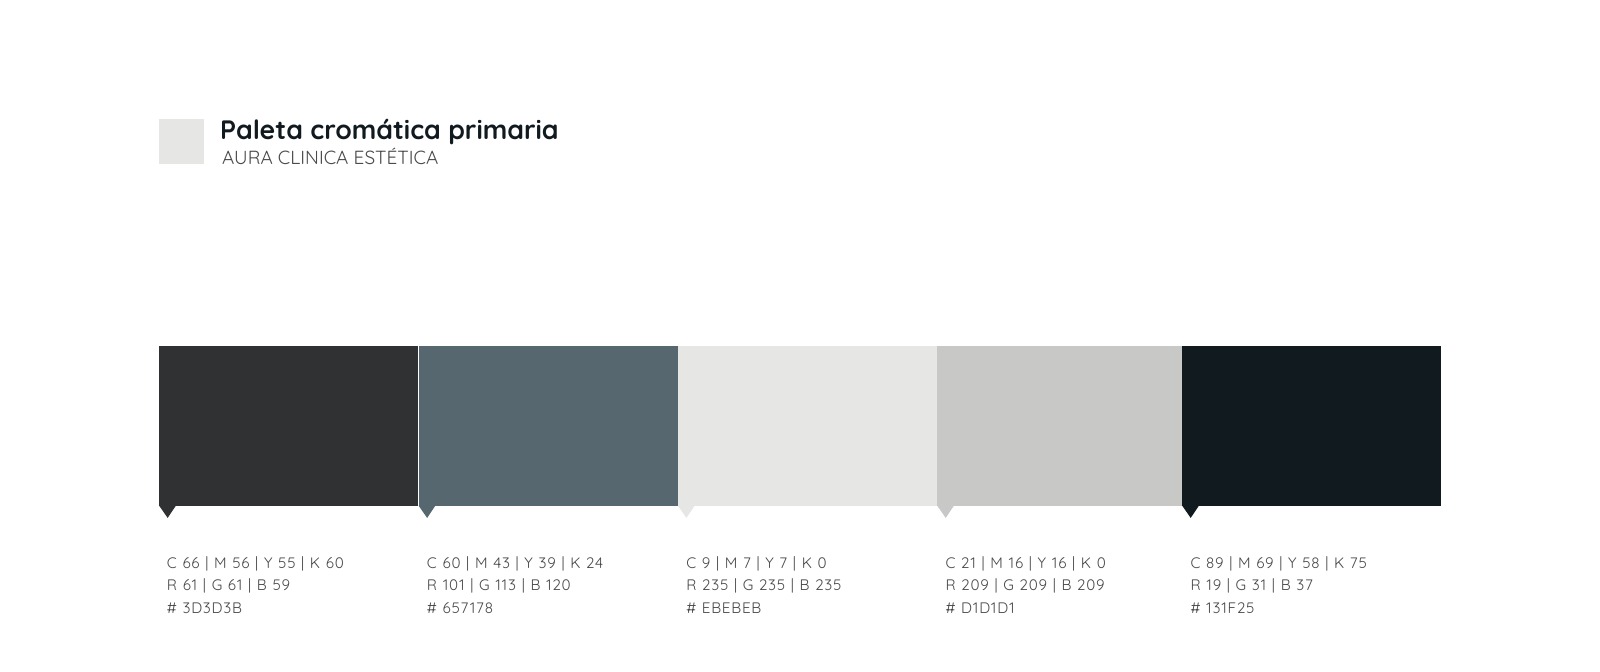 Paleta cromática primaria
AURA CLINICA ESTÉTICA
C 66 | M 56 | Y 55 | K 60
R 61 | G 61 | B 59
# 3D3D3B
C 60 | M 43 | Y 39 | K 24
R 101 | G 113 | B 120
# 657178
C 9 | M 7 | Y 7 | K 0
R 235 | G 235 | B 235
# EBEBEB
C 21 | M 16 | Y 16 | K 0
R 209 | G 209 | B 209
# D1D1D1
C 89 | M 69 | Y 58 | K 75
R 19 | G 31 | B 37
# 131F25